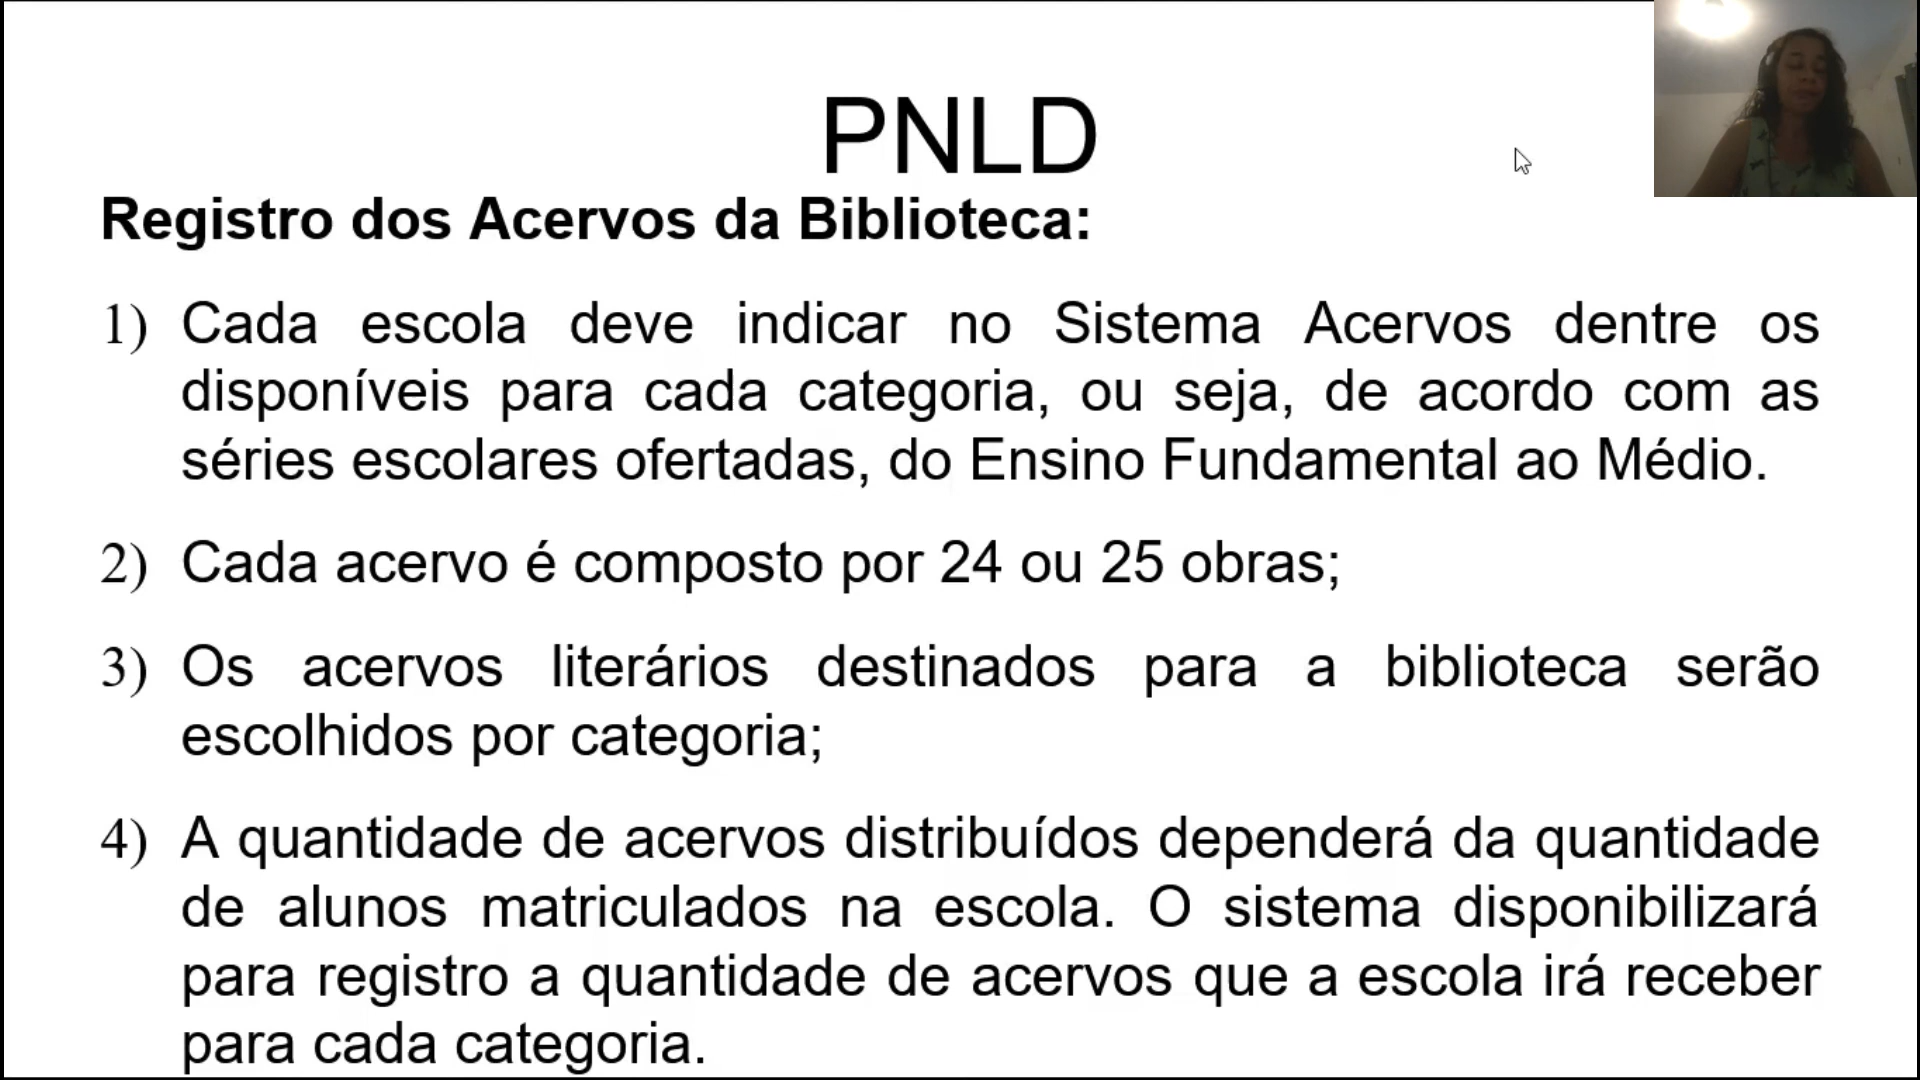 PNLD
Registro dos Acervos da Biblioteca:
1) Cada escola deve indicar no Sistema Acervos dentre os
disponíveis para cada categoria, ou seja, de acordo com as
séries escolares ofertadas, do Ensino Fundamental ao Médio.
2) Cada acervo é composto por 24 ou 25 obras;
3) Os acervos literários destinados para a biblioteca serão
escolhidos por categoria;
4) A quantidade de acervos distribuídos dependerá da quantidade
de alunos matriculados na escola. O sistema disponibilizará
para registro a quantidade de acervos que a escola irá receber
para cada categoria.